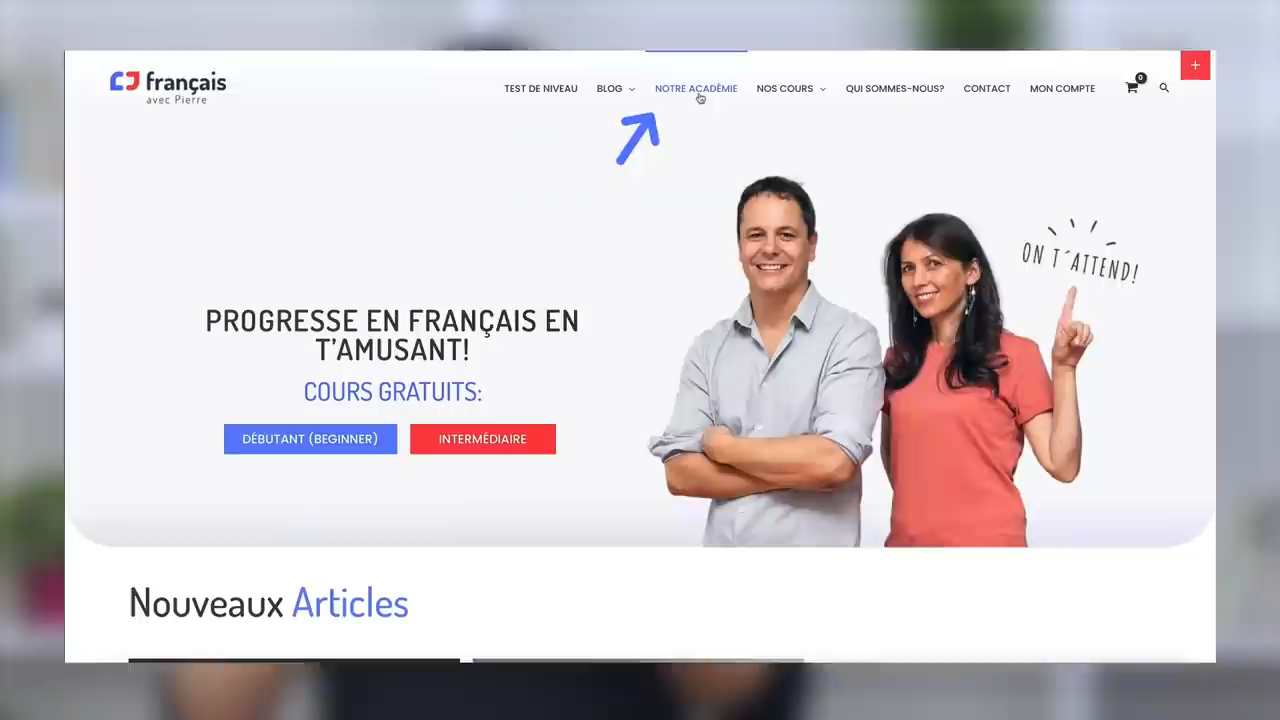 français
avec Pierre
TEST DE NIVEAU BLOG NOTRE ACADÉMIE NOS COURS QUI SOMMES-NOUS? CONTACT MON COMPTE 0
+
ON T´ATTEND!
PROGRESSE EN FRANÇAIS EN
T’AMUSANT!
COURS GRATUITS:
DÉBUTANT (BEGINNER) INTERMÉDIAIRE
Nouveaux Articles